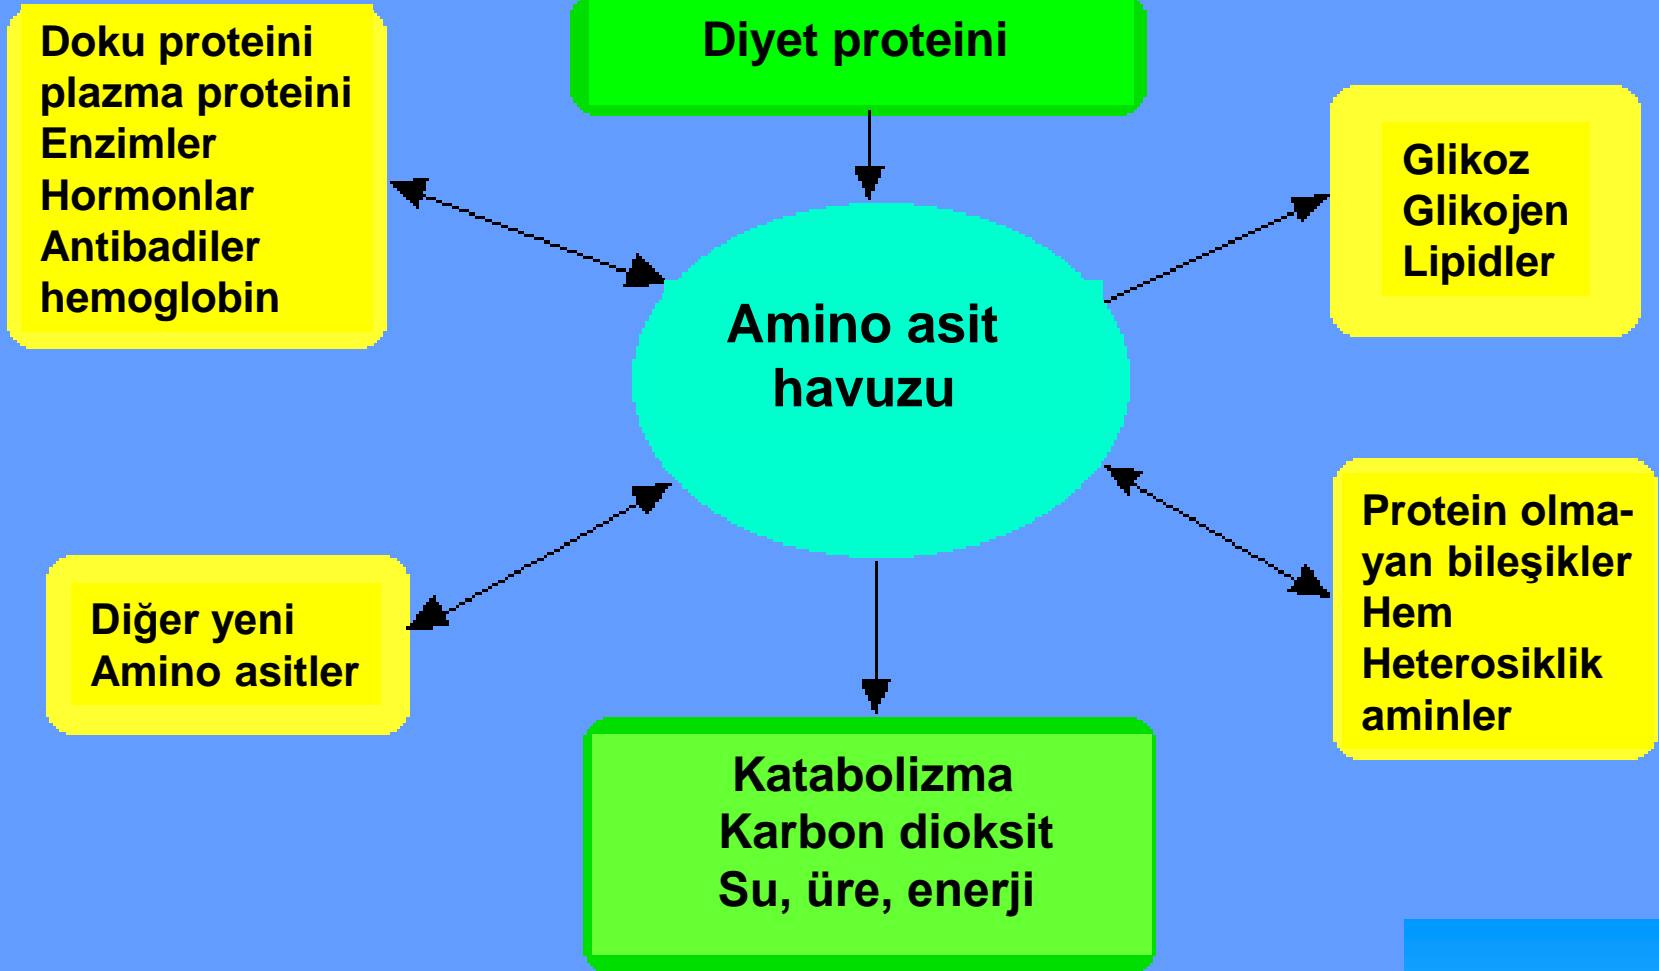 Doku proteini
plazma proteini
Enzimler
Hormonlar
Antibadiler
hemoglobin
Diyet proteini
Glikoz
Glikojen
Lipidler
Amino asit
havuzu
Diğer yeni
Amino asitler
Protein olma-
yan bileşikler
Hem
Heterosiklik
aminler
Katabolizma
Karbon dioksit
Su, üre, enerji